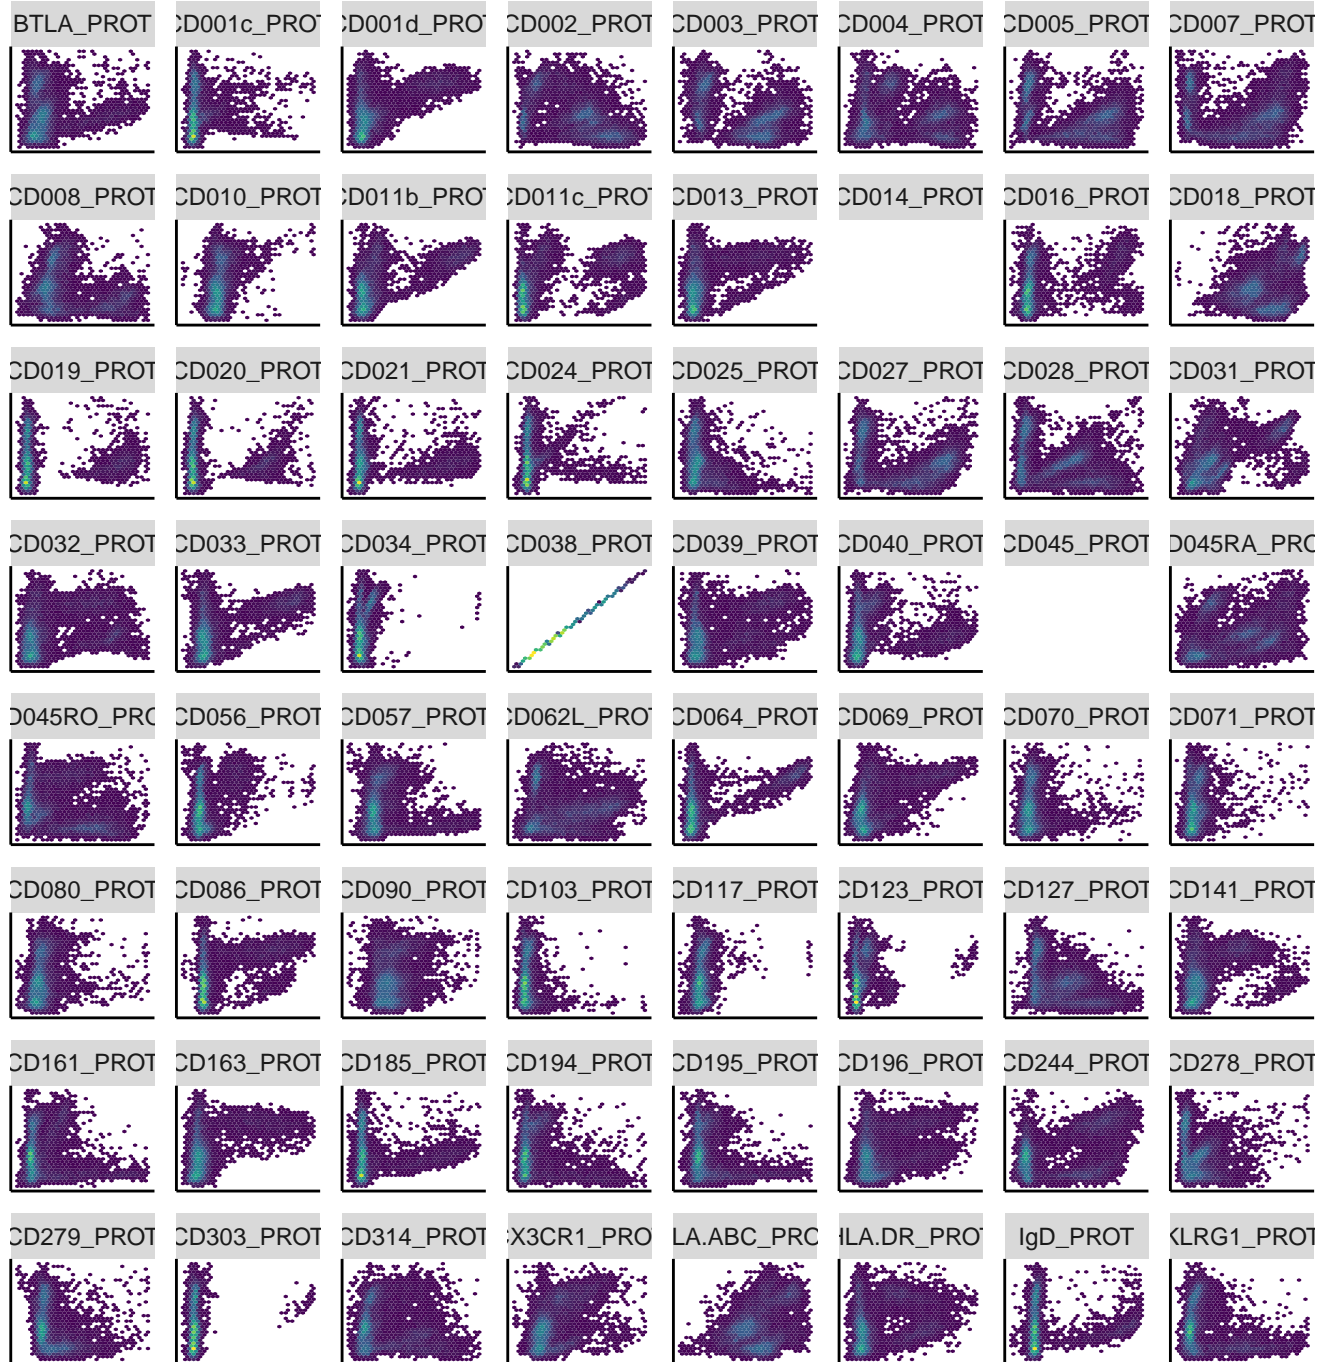 BTLA_PROT CD001c_PROT CD001d_PROT CD002_PROT CD003_PROT CD004_PROT CD005_PROT CD007_PROT
CD008_PROT CD010_PROT CD011b_PROT CD011c_PROT CD013_PROT CD014_PROT CD016_PROT CD018_PROT
CD019_PROT CD020_PROT CD021_PROT CD024_PROT CD025_PROT CD027_PROT CD028_PROT CD031_PROT
CD032_PROT CD033_PROT CD034_PROT CD038_PROT CD039_PROT CD040_PROT CD045_PROT D045RA_PRO
D045RO_PRO CD056_PROT CD057_PROT CD062L_PROT CD064_PROT CD069_PROT CD070_PROT CD071_PROT
CD080_PROT CD086_PROT CD090_PROT CD103_PROT CD117_PROT CD123_PROT CD127_PROT CD141_PROT
CD161_PROT CD163_PROT CD185_PROT CD194_PROT CD195_PROT CD196_PROT CD244_PROT CD278_PROT
CD279_PROT CD303_PROT CD314_PROT CX3CR1_PROT LA.ABC_PRO HLA.DR_PROT IgD_PROT KLRG1_PROT